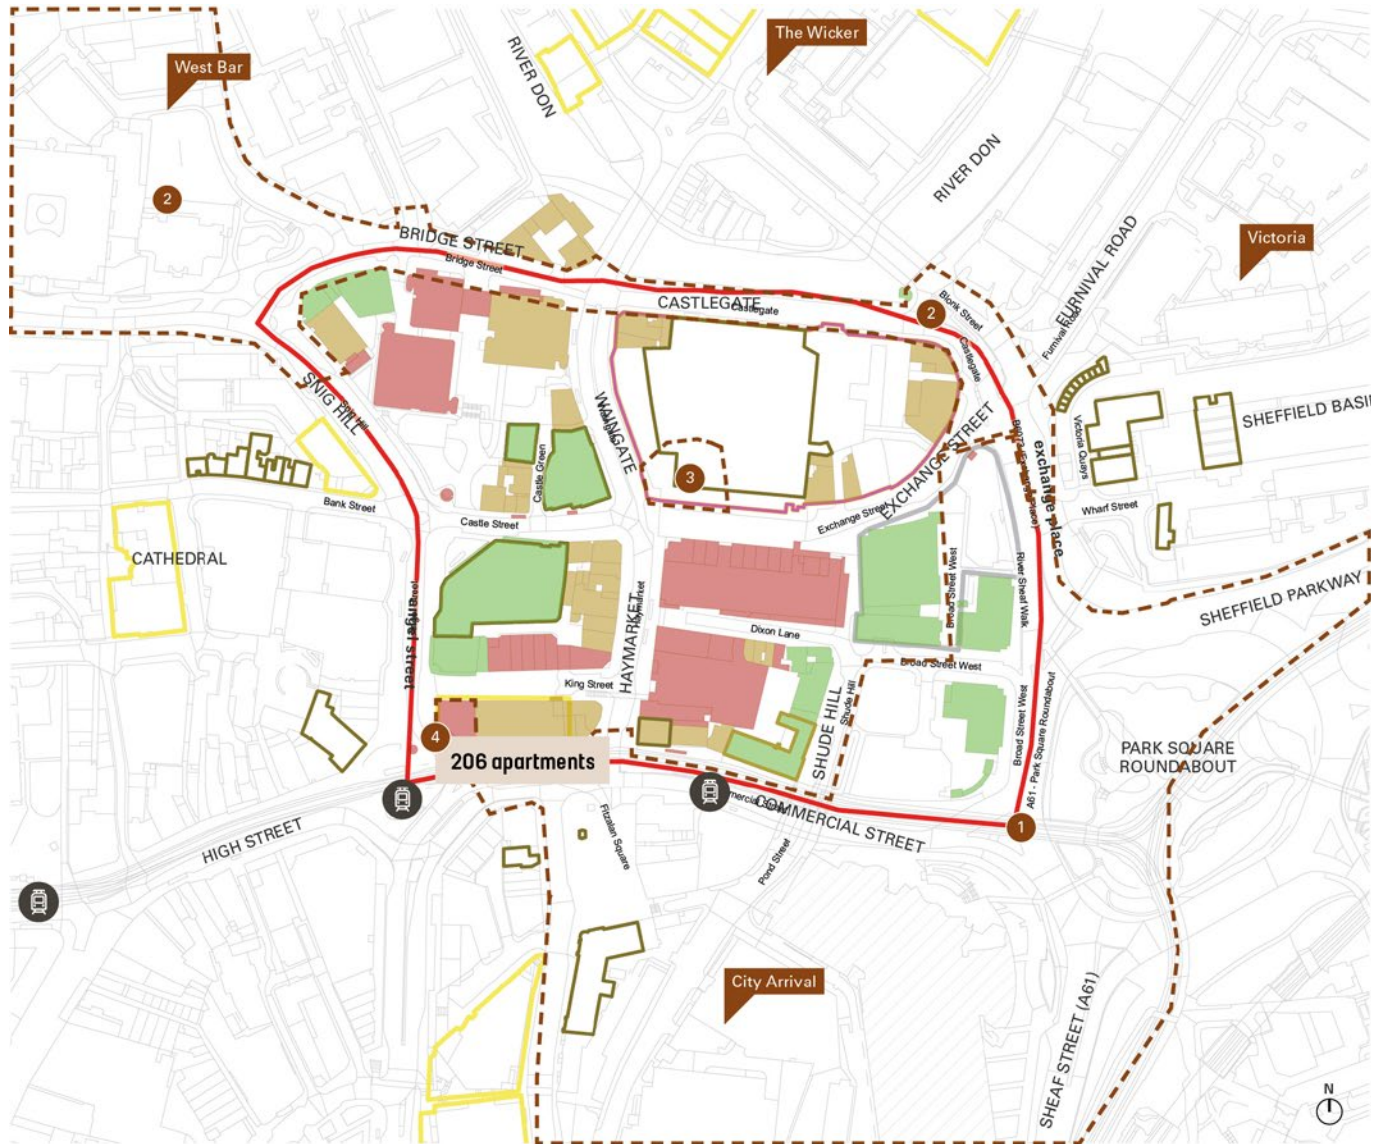 The Wicker
West Bar
RIVER DON
RIVER DON
2
BRIDGE STREET
Bridge Street
FURNIVAL ROAD
Furnival Road
Victoria
CASTLEGATE
Castlegate
2
Blonk Street
Castlegate
SNIG HILL
Snig Hill
WAINGATE
Waingate
EXCHANGE STREET
Exchange Street
B6073 (Exchange Place)
exchange place
Victoria Quays
SHEFFIELD BASIN
3
Castle Green
Bank Street
Castle Street
Wharf Street
CATHEDRAL
angel street
HAYMARKET
Haymarket
Dixon Lane
Broad Street West
River Sheaf Walk
SHEFFIELD PARKWAY
Broad Street West
King Street
SHUDE HILL
Shude Hill
Broad Street West
A61 - Park Square Roundabout
PARK SQUARE
ROUNDABOUT
4
206 apartments
COMMERCIAL STREET
1
HIGH STREET
Fitzalan Square
Pond Street
City Arrival
SHEAF STREET (A61)
N